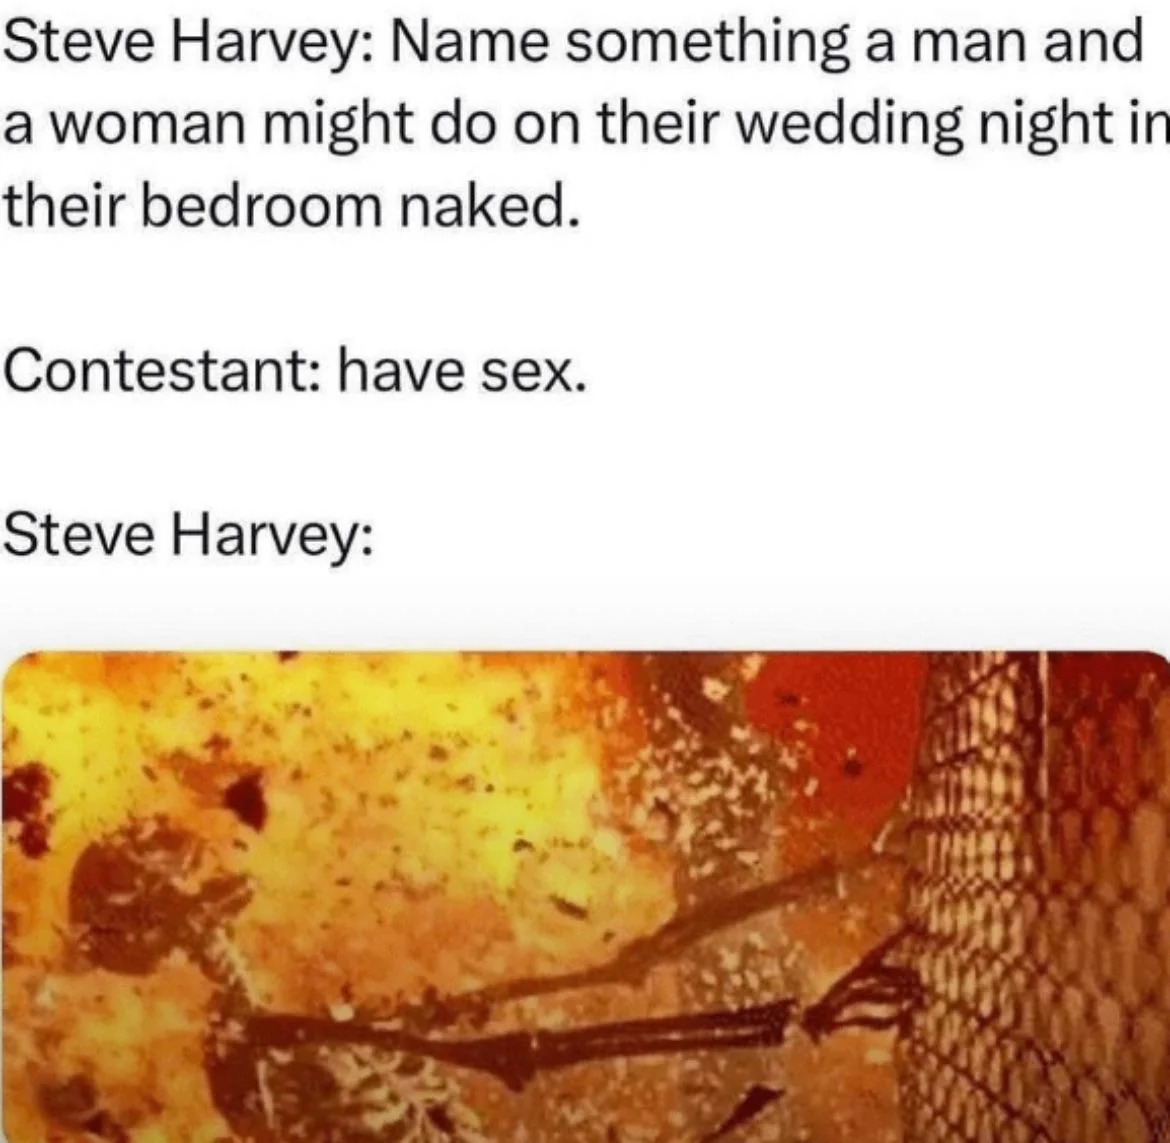 Steve Harvey: Name something a man and
a woman might do on their wedding night in
their bedroom naked.
Contestant: have sex.
Steve Harvey: